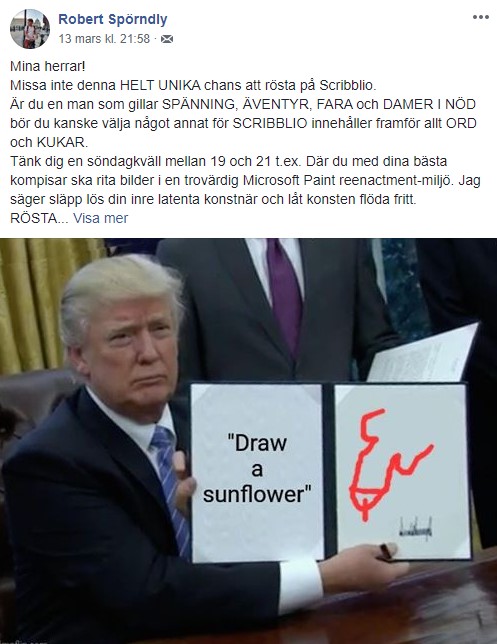 Robert Spörndly
13 mars kl. 21:58 ·
Mina herrar!
Missa inte denna HELT UNIKA chans att rösta på Scribblio.
Är du en man som gillar SPÄNNING, ÄVENTYR, FARA och DAMER I NÖD
bör du kanske välja något annat för SCRIBBLIO innehåller framför allt ORD
och KUKAR.
Tänk dig en söndagkväll mellan 19 och 21 t.ex. Där du med dina bästa
kompisar ska rita bilder i en trovärdig Microsoft Paint reenactment-miljö. Jag
säger släpp lös din inre latenta konstnär och låt konsten flöda fritt.
RÖSTA... Visa mer
"Draw
a
sunflower"